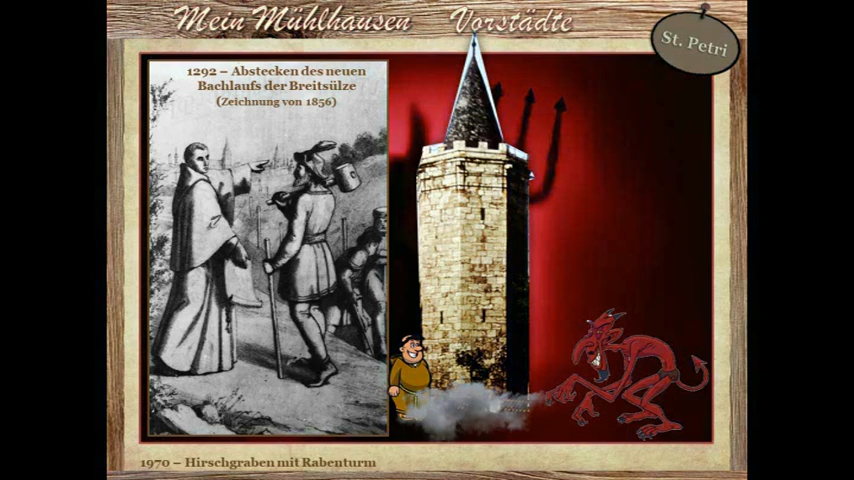 Mein Mühlhausen Vorstädte
St. Petri
1292 – Abstecken des neuen
Bachlaufs der Breitsülze
(Zeichnung von 1856)
1970 – Hirschgraben mit Rabenturm